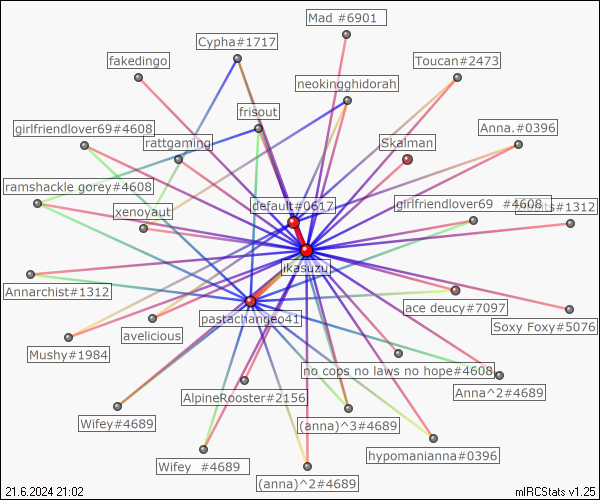 Mad #6901
Cypha#1717
fakedingo
Toucan#2473
neokingghidorah
frisout
girlfriendlover69#4608
rattgaming
Skalman
Anna.#0396
ramshackle gorey#4608
xenoyaut
default#0617
girlfriendlover69 #4608
#1312
ikasuzu
Annarchist#1312
pastachangeo41
ace deucy#7097
Soxy Foxy#5076
avelicious
Mushy#1984
no cops no laws no hope#4608
AlpineRooster#2156
Anna^2#4689
Wifey#4689
(anna)^3#4689
hypomanianna#0396
Wifey #4689
(anna)^2#4689
21.6.2024 21:02
mIRCStats v1.25